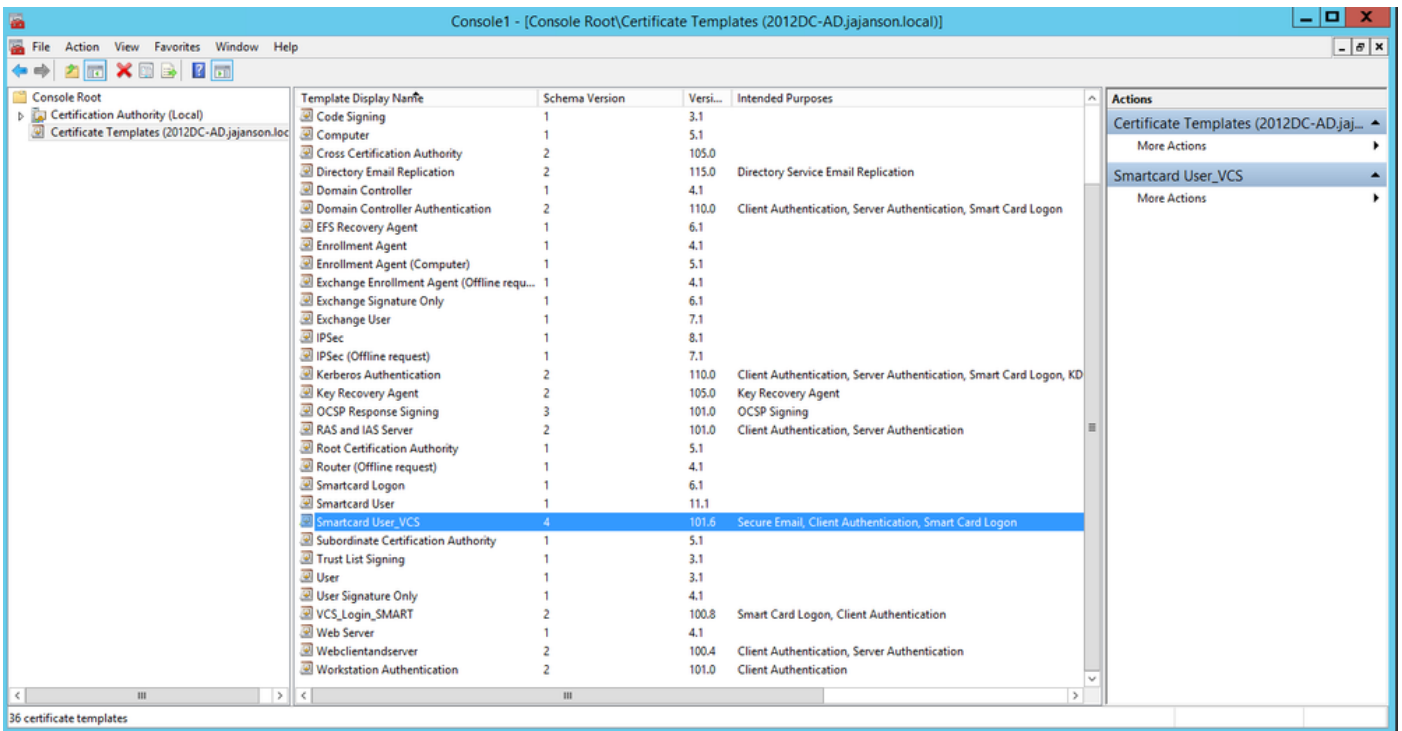 Console1 - [Console Root\Certificate Templates (2012DC-AD.jajanson.local)]
File Action View Favorites Window Help
Console Root
Certification Authority (Local)
Certificate Templates (2012DC-AD.jajanson.loc
Template Display Name Schema Version Versi... Intended Purposes
Code Signing 1 3.1
Computer 1 5.1
Cross Certification Authority 2 105.0
Directory Email Replication 2 115.0 Directory Service Email Replication
Domain Controller 1 4.1
Domain Controller Authentication 2 110.0 Client Authentication, Server Authentication, Smart Card Logon
EFS Recovery Agent 1 6.1
Enrollment Agent 1 4.1
Enrollment Agent (Computer) 1 5.1
Exchange Enrollment Agent (Offline requ... 1 4.1
Exchange Signature Only 1 6.1
Exchange User 1 7.1
IPSec 1 8.1
IPSec (Offline request) 1 7.1
Kerberos Authentication 2 110.0 Client Authentication, Server Authentication, Smart Card Logon, KD
Key Recovery Agent 2 105.0 Key Recovery Agent
OCSP Response Signing 3 101.0 OCSP Signing
RAS and IAS Server 2 101.0 Client Authentication, Server Authentication
Root Certification Authority 1 5.1
Router (Offline request) 1 4.1
Smartcard Logon 1 6.1
Smartcard User 1 11.1
Smartcard User_VCS 4 101.6 Secure Email, Client Authentication, Smart Card Logon
Subordinate Certification Authority 1 5.1
Trust List Signing 1 3.1
User 1 3.1
User Signature Only 1 4.1
VCS_Login_SMART 2 100.8 Smart Card Logon, Client Authentication
Web Server 1 4.1
Webclientandserver 2 100.4 Client Authentication, Server Authentication
Workstation Authentication 2 101.0 Client Authentication
Actions
Certificate Templates (2012DC-AD.jaj...
More Actions
Smartcard User_VCS
More Actions
36 certificate templates